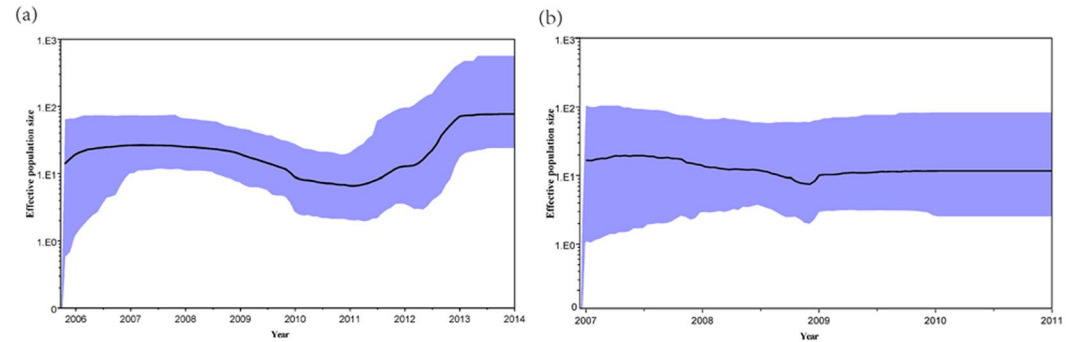 (a)
(b)
1.E3
1.E2
1.E1
1.E0
0
Effective population size
2006 2007 2008 2009 2010 2011 2012 2013 2014
Year
1.E3
1.E2
1.E1
1.E0
0
Effective population size
2007 2008 2009 2010 2011
Year